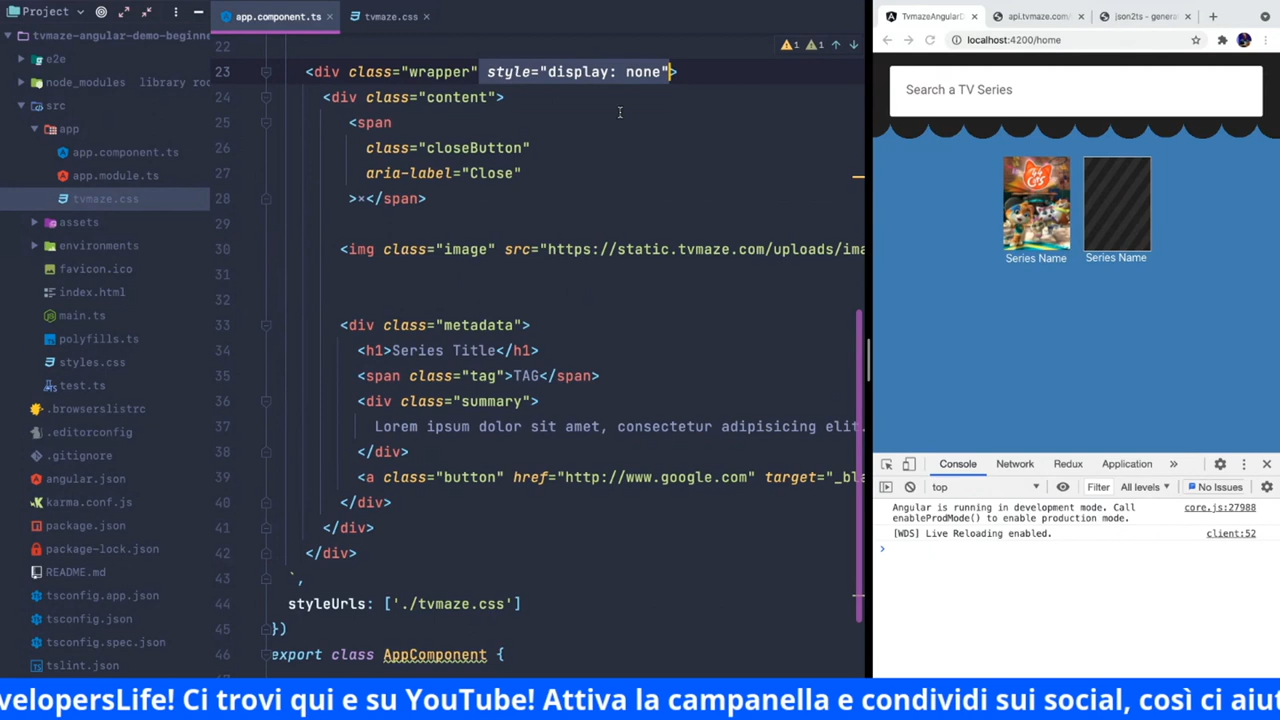 Project
app.component.ts
tvmaze.css
tvmaze-angular-demo-beginne
e2e
node_modules library roo
src
app
app.component.ts
app.module.ts
tvmaze.css
assets
environments
favicon.ico
index.html
main.ts
polyfills.ts
styles.css
test.ts
.browserslistrc
.editorconfig
.gitignore
angular.json
karma.conf.js
package.json
package-lock.json
README.md
tsconfig.app.json
tsconfig.json
tsconfig.spec.json
tslint.json
1 1
22
23 <div class="wrapper" style="display: none">
24 <div class="content">
25 <span
26 class="closeButton"
27 aria-label="Close"
28 >×</span>
29
30 <img class="image" src="https://static.tvmaze.com/uploads/ima
31
32
33 <div class="metadata">
34 <h1>Series Title</h1>
35 <span class="tag">TAG</span>
36 <div class="summary">
37 Lorem ipsum dolor sit amet, consectetur adipisicing elit.
38 </div>
39 <a class="button" href="http://www.google.com" target="_bla
40 </div>
41 </div>
42 </div>
43 `,
44 styleUrls: ['./tvmaze.css']
45 })
46 export class AppComponent {
TvmazeAngularD
api.tvmaze.com/
json2ts - genera
localhost:4200/home
Search a TV Series
44 Cats
Series Name
Series Name
Console Network Redux Application
top Filter All levels No Issues
Angular is running in development mode. Call core.js:27988
enableProdMode() to enable production mode.
[WDS] Live Reloading enabled. client:52
velopersLife! Ci trovi qui e su YouTube! Attiva la campanella e condividi sui social, così ci aiut